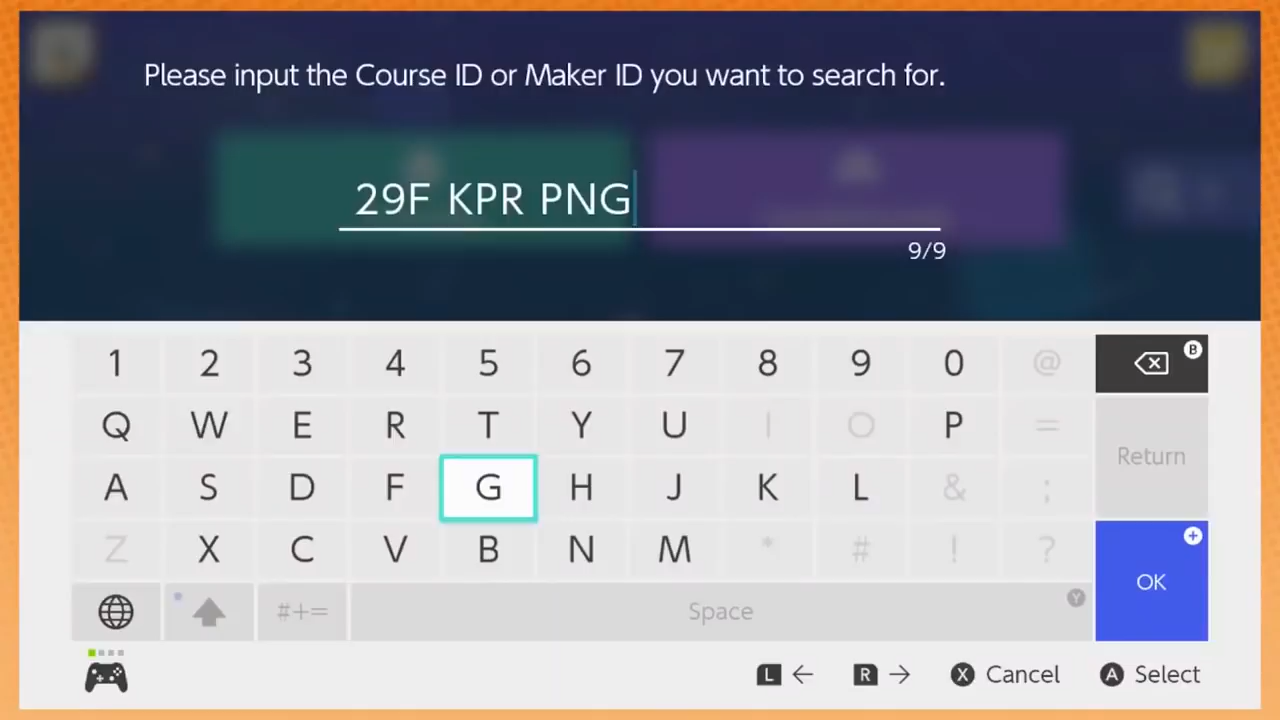 Please input the Course ID or Maker ID you want to search for.
29F KPR PNG
9/9
1 2 3 4 5 6 7 8 9 0 @ B
Q W E R T Y U I O P =
Return
A S D F G H J K L & ;
Z X C V B N M * # ! ?
+
OK
#+= Space Y
L ← R → X Cancel A Select